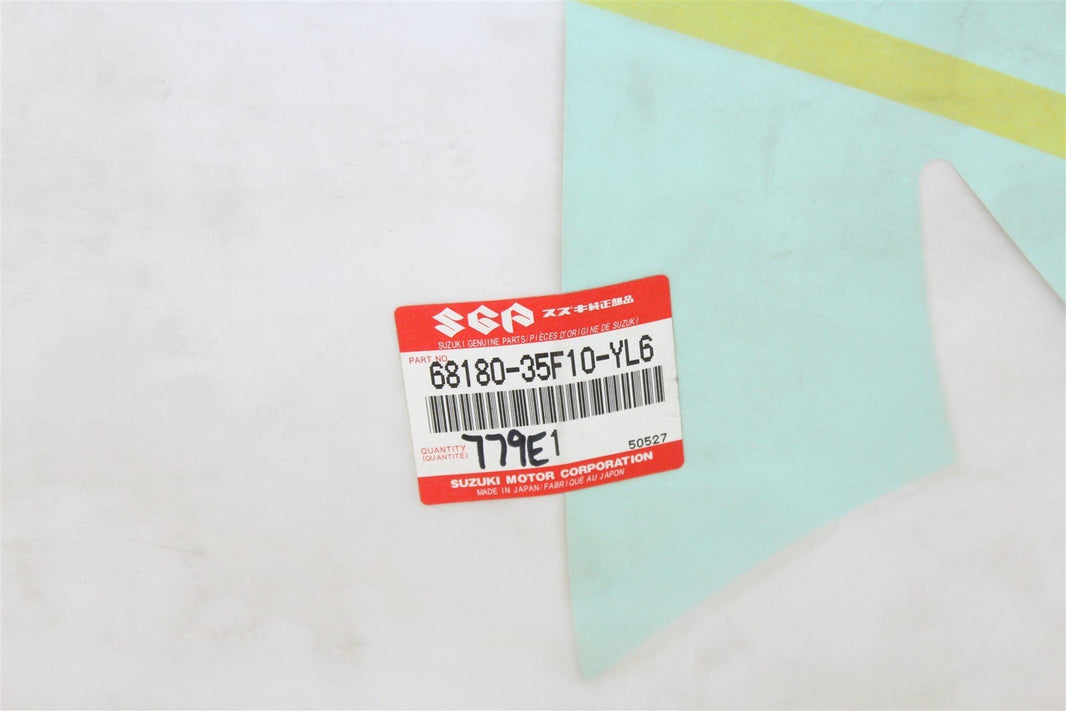 SGP スズキ純正部品
SUZUKI GENUINE PARTS/PIÈCES D'ORIGINE DE SUZUKI
PART NO.
68180-35F10-YL6
QUANTITY 779E1 50527
(QUANTITÉ)
SUZUKI MOTOR CORPORATION
MADE IN JAPAN/FABRIQUÉ AU JAPON